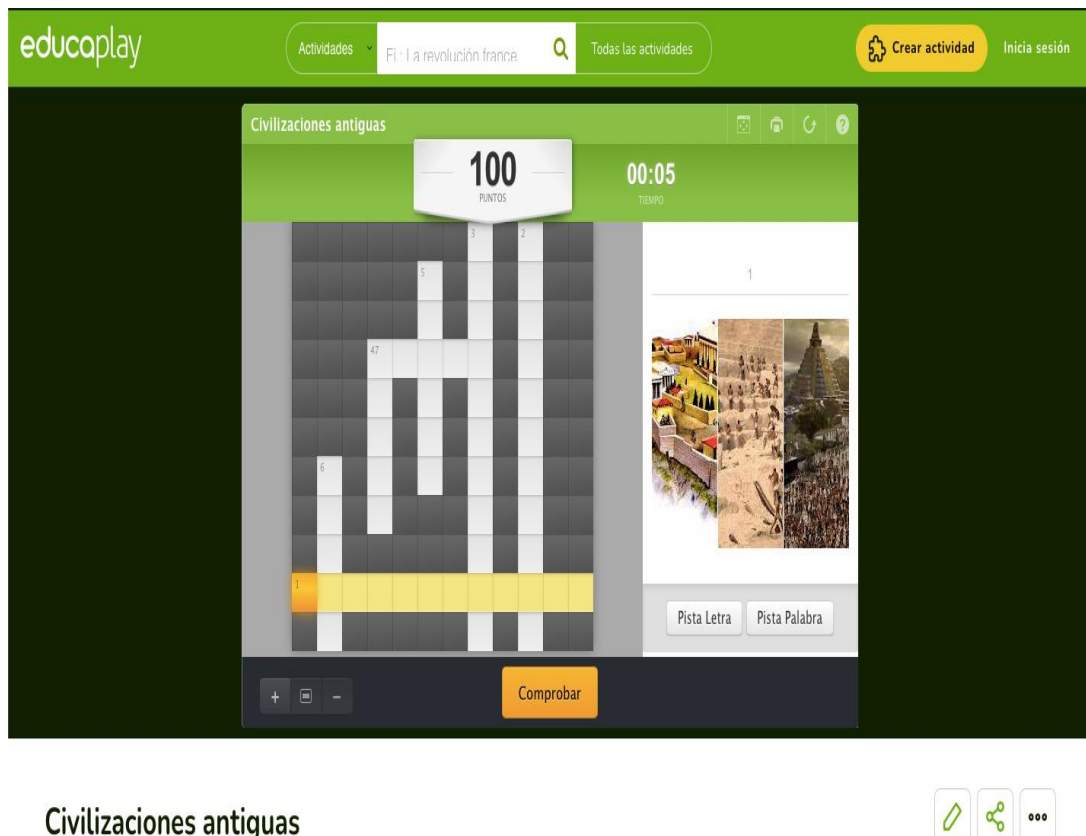 educaplay
Actividades
Ej.: La revolución france
Todas las actividades
Crear actividad
Inicia sesión
Civilizaciones antiguas
100
PUNTOS
00:05
TIEMPO
3
2
5
1
47
6
1
Pista Letra
Pista Palabra
+
−
Comprobar
Civilizaciones antiguas